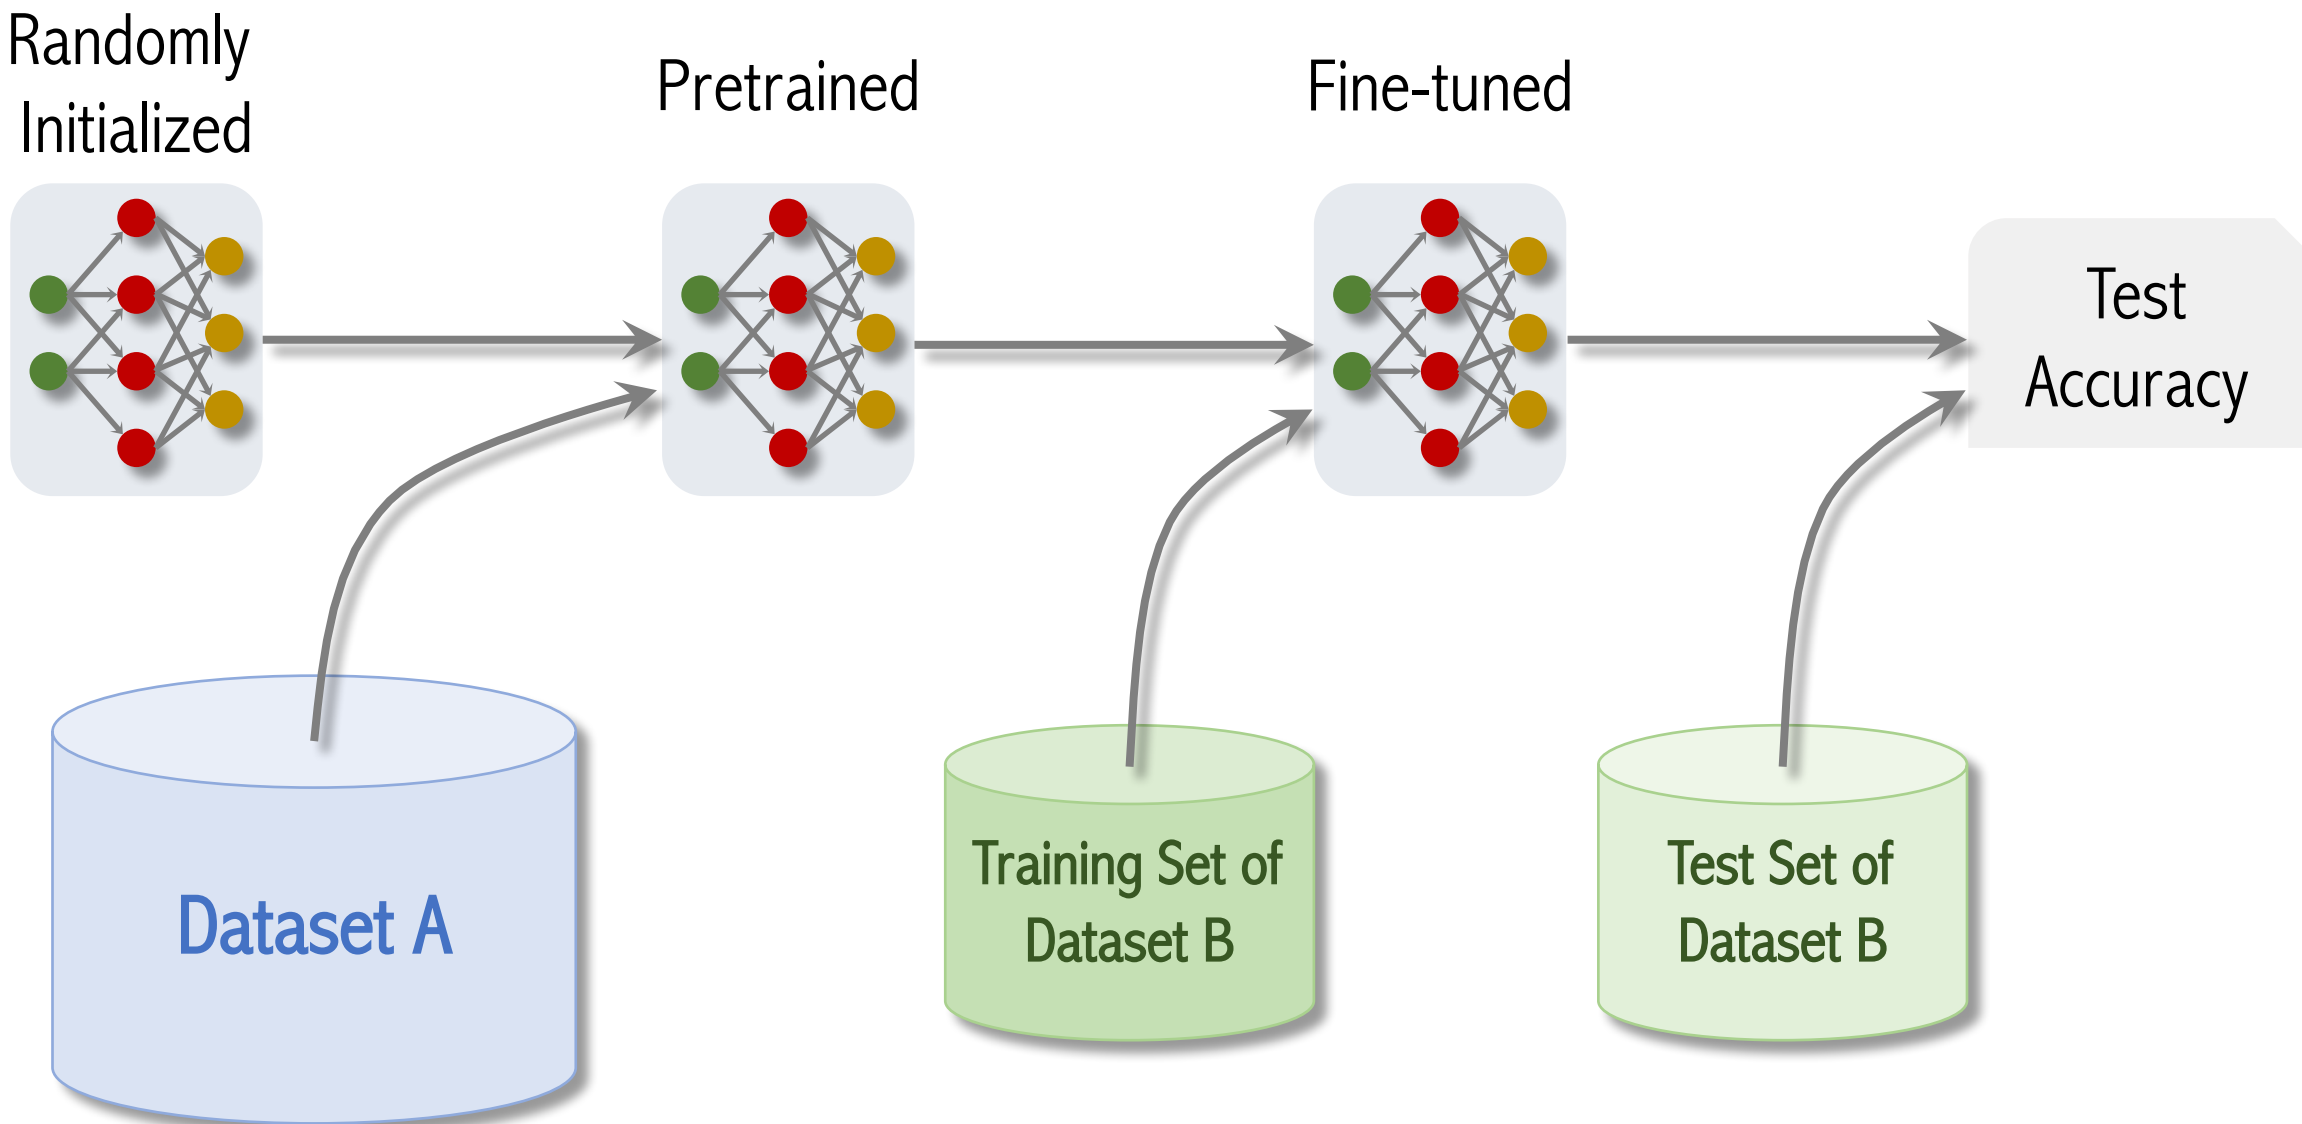 Randomly
Initialized
Pretrained
Fine-tuned
Test
Accuracy
Dataset A
Training Set of
Dataset B
Test Set of
Dataset B